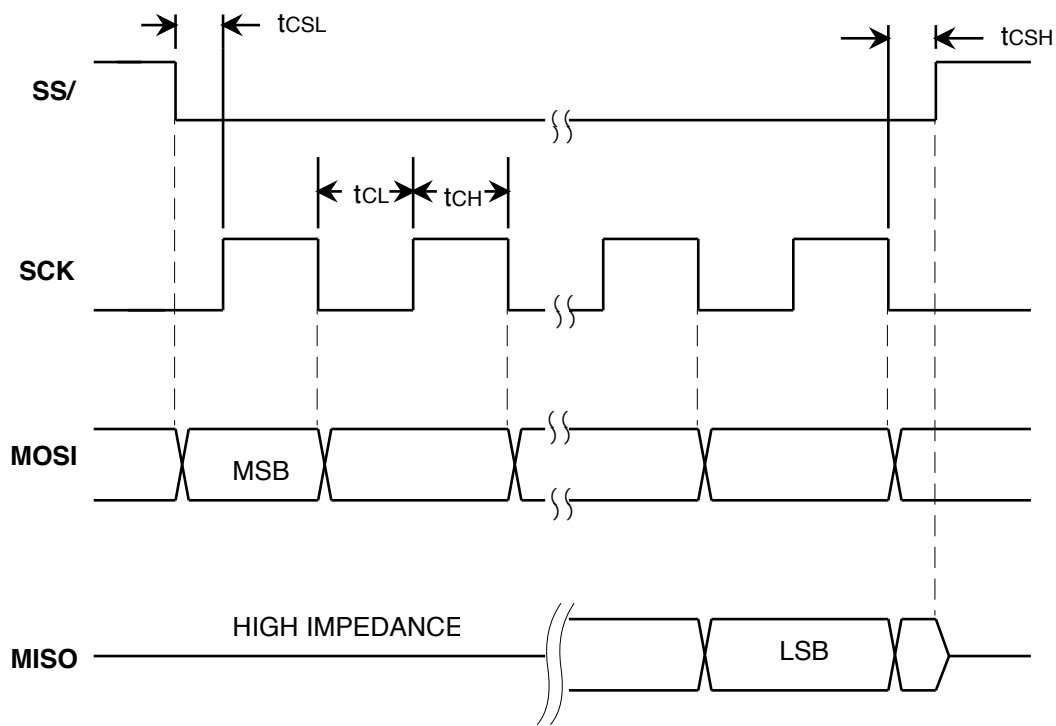 tCSL
tCSH
SS/
tCL
tCH
SCK
MOSI
MSB
HIGH IMPEDANCE
MISO
LSB